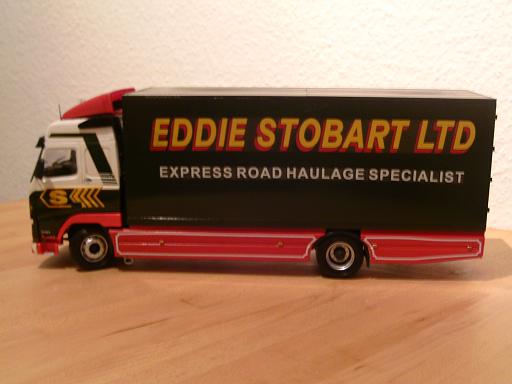 EDDIE STOBART LTD
EXPRESS ROAD HAULAGE SPECIALIST
S